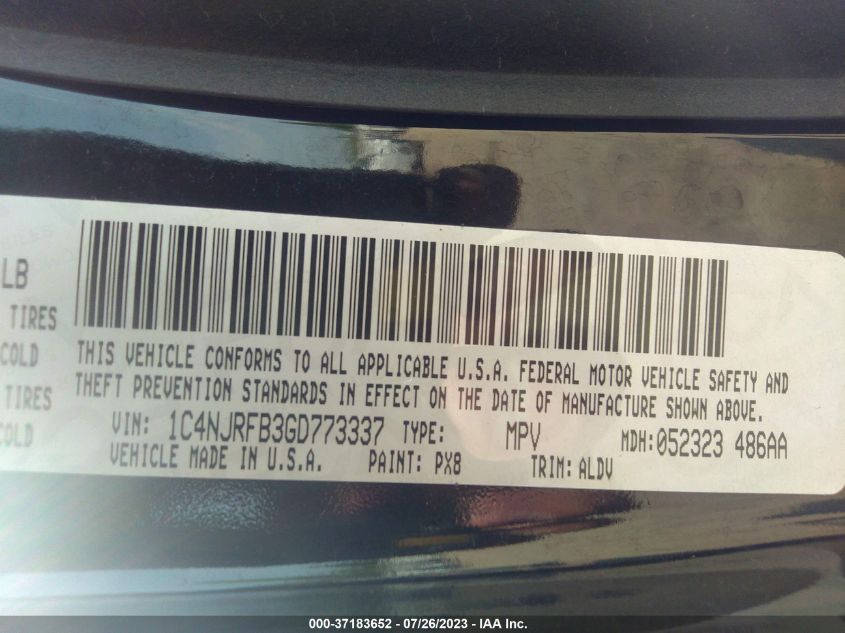 LB
TIRES
COLD
TIRES
COLD
THIS VEHICLE CONFORMS TO ALL APPLICABLE U.S.A. FEDERAL MOTOR VEHICLE SAFETY AND
THEFT PREVENTION STANDARDS IN EFFECT ON THE DATE OF MANUFACTURE SHOWN ABOVE.
VIN: 1C4NJRFB3GD773337 TYPE: MPV MDH:052323 486AA
VEHICLE MADE IN U.S.A. PAINT: PX8 TRIM: ALDV
000-37183652 - 07/26/2023 - IAA Inc.